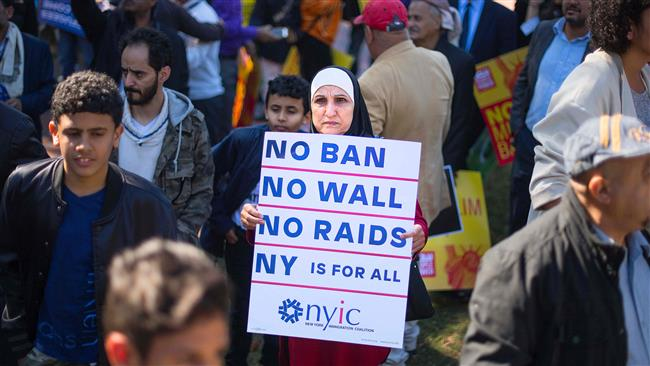 NO BAN
NO WALL
NO RAIDS
NY IS FOR ALL
nyic
NEW YORK IMMIGRATION COALITION